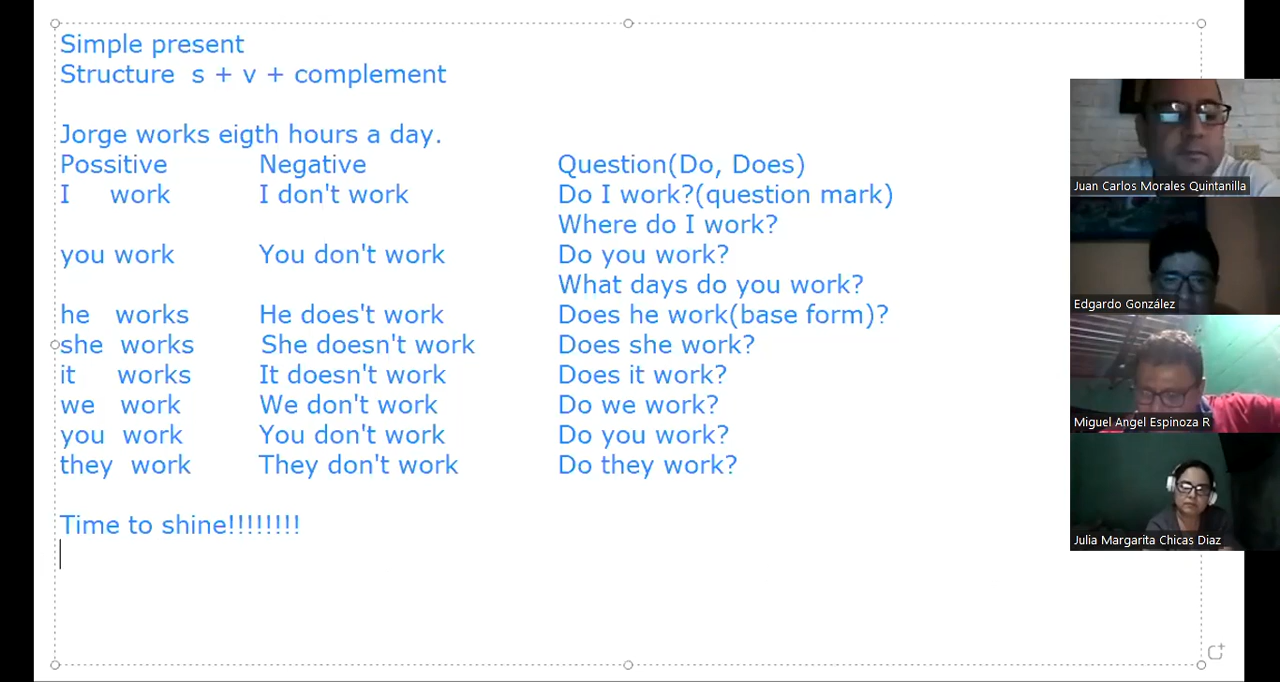 Simple present
Structure s + v + complement
Jorge works eigth hours a day.
Possitive Negative Question(Do, Does)
I work I don't work Do I work?(question mark)
Where do I work?
you work You don't work Do you work?
What days do you work?
he works He does't work Does he work(base form)?
she works She doesn't work Does she work?
it works It doesn't work Does it work?
we work We don't work Do we work?
you work You don't work Do you work?
they work They don't work Do they work?
Time to shine!!!!!!!!
Juan Carlos Morales Quintanilla
Edgardo González
Miguel Angel Espinoza R
Julia Margarita Chicas Diaz